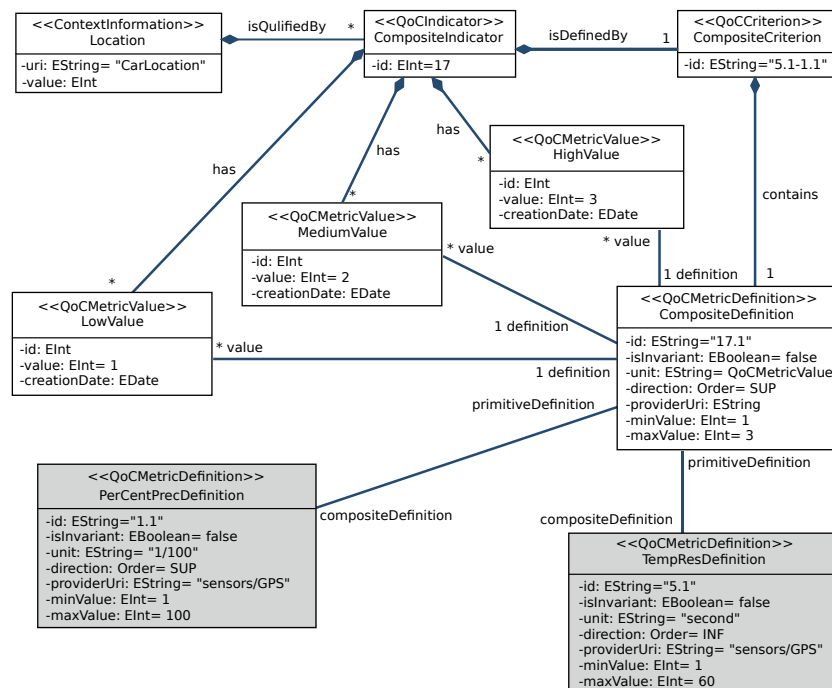 <<ContextInformation>>
Location
-uri: EString= "CarLocation"
-value: EInt
isQulifiedBy
*
<<QoCIndicator>>
CompositeIndicator
-id: EInt=17
isDefinedBy
1
<<QoCCriterion>>
CompositeCriterion
-id: EString="5.1-1.1"
has
*
has
*
has
*
contains
1
<<QoCMetricValue>>
HighValue
-id: EInt
-value: EInt= 3
-creationDate: EDate
* value
1 definition
<<QoCMetricValue>>
MediumValue
-id: EInt
-value: EInt= 2
-creationDate: EDate
* value
1 definition
<<QoCMetricValue>>
LowValue
-id: EInt
-value: EInt= 1
-creationDate: EDate
* value
1 definition
<<QoCMetricDefinition>>
CompositeDefinition
-id: EString="17.1"
-isInvariant: EBoolean= false
-unit: EString= QoCMetricValue
-direction: Order= SUP
-providerUri: EString
-minValue: EInt= 1
-maxValue: EInt= 3
primitiveDefinition
compositeDefinition
primitiveDefinition
compositeDefinition
<<QoCMetricDefinition>>
PerCentPrecDefinition
-id: EString="1.1"
-isInvariant: EBoolean= false
-unit: EString= "1/100"
-direction: Order= SUP
-providerUri: EString= "sensors/GPS"
-minValue: EInt= 1
-maxValue: EInt= 100
<<QoCMetricDefinition>>
TempResDefinition
-id: EString="5.1"
-isInvariant: EBoolean= false
-unit: EString= "second"
-direction: Order= INF
-providerUri: EString= "sensors/GPS"
-minValue: EInt= 1
-maxValue: EInt= 60